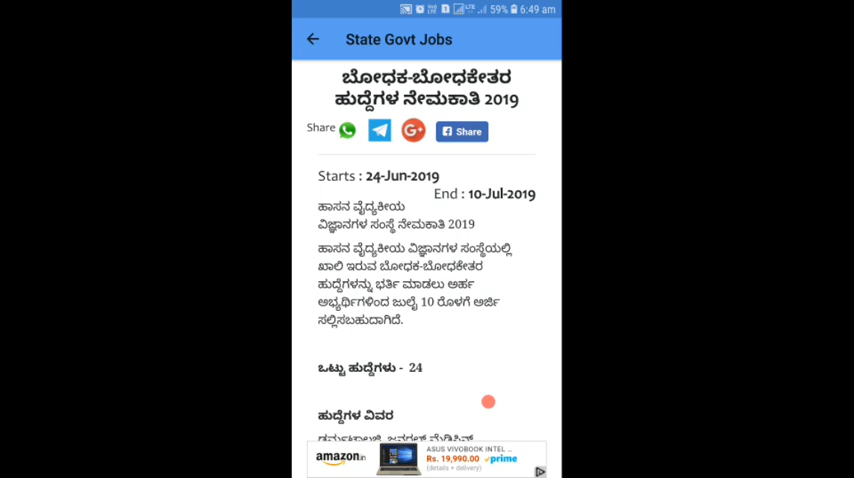 59% 6:49 am
State Govt Jobs
ಬೋಧಕ-ಬೋಧಕೇತರ
ಹುದ್ದೆಗಳ ನೇಮಕಾತಿ 2019
Share
Share
Starts : 24-Jun-2019
End : 10-Jul-2019
ಹಾಸನ ವೈದ್ಯಕೀಯ
ವಿಜ್ಞಾನಗಳ ಸಂಸ್ಥೆ ನೇಮಕಾತಿ 2019
ಹಾಸನ ವೈದ್ಯಕೀಯ ವಿಜ್ಞಾನಗಳ ಸಂಸ್ಥೆಯಲ್ಲಿ
ಖಾಲಿ ಇರುವ ಬೋಧಕ-ಬೋಧಕೇತರ
ಹುದ್ದೆಗಳನ್ನು ಭರ್ತಿ ಮಾಡಲು ಅರ್ಹ
ಅಭ್ಯರ್ಥಿಗಳಿಂದ ಜುಲೈ 10 ರೊಳಗೆ ಅರ್ಜಿ
ಸಲ್ಲಿಸಬಹುದಾಗಿದೆ.
ಒಟ್ಟು ಹುದ್ದೆಗಳು - 24
ಹುದ್ದೆಗಳ ವಿವರ
amazon.in
ASUS VIVOBOOK INTEL ...
Rs. 19,990.00 prime
(details + delivery)